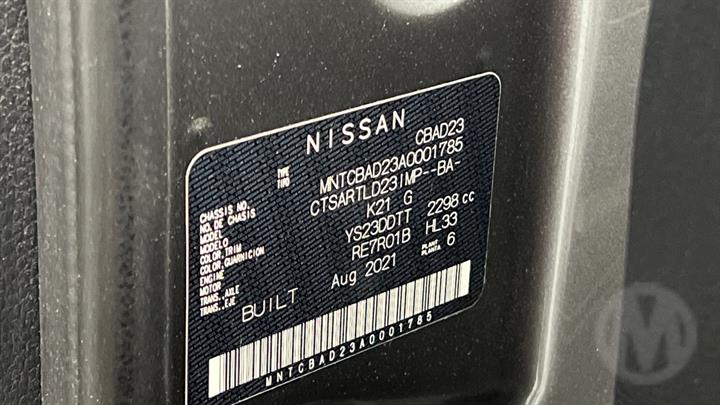 NISSAN
TYPE TIPO CBAD23
CHASSIS NO. NO. DE CHASIS MNTCBAD23A0001785
MODEL MODELO CTSARTLD23IMP--BA-
COLOR, TRIM COLOR, GUARNICION K21 G
ENGINE MOTOR YS23DDTT 2298 cc
TRANS., AXLE TRANS., EJE RE7R01B HL33
PLANT PLANTA 6
BUILT Aug 2021
MNTCBAD23A0001785
M